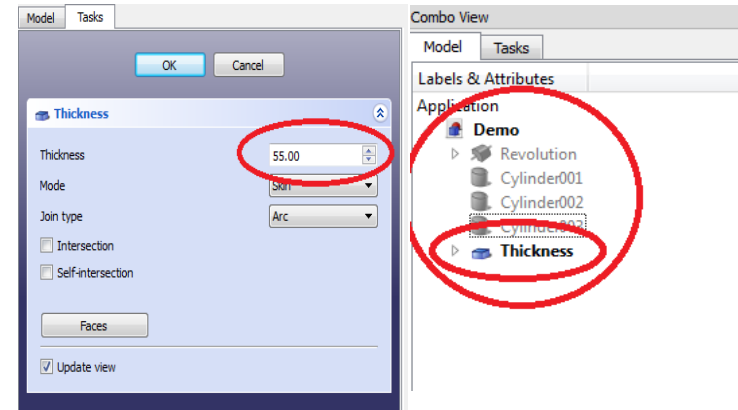 Model Tasks
OK Cancel
Thickness
Thickness 55.00
Mode Skin
Join type Arc
Intersection
Self-intersection
Faces
Update view
Combo View
Model Tasks
Labels & Attributes
Application
Demo
Revolution
Cylinder001
Cylinder002
Cylinder003
Thickness